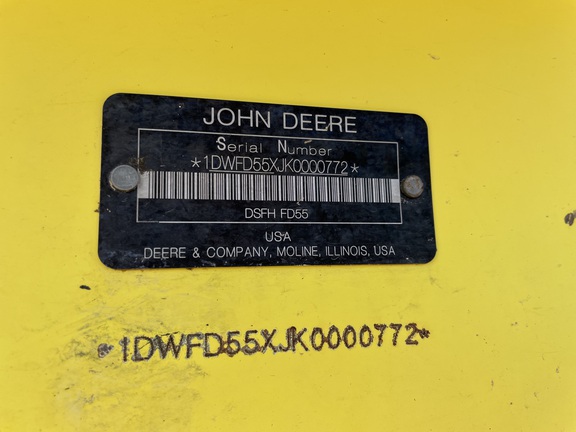 JOHN DEERE
Serial Number
*1DWFD55XJK0000772*
DSFH FD55
USA
DEERE & COMPANY, MOLINE, ILLINOIS, USA
*1DWFD55XJK0000772*